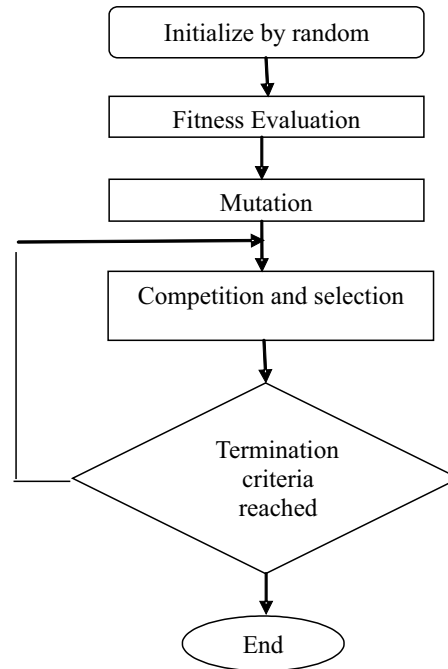 Initialize by random
Fitness Evaluation
Mutation
Competition and selection
Termination
criteria
reached
End